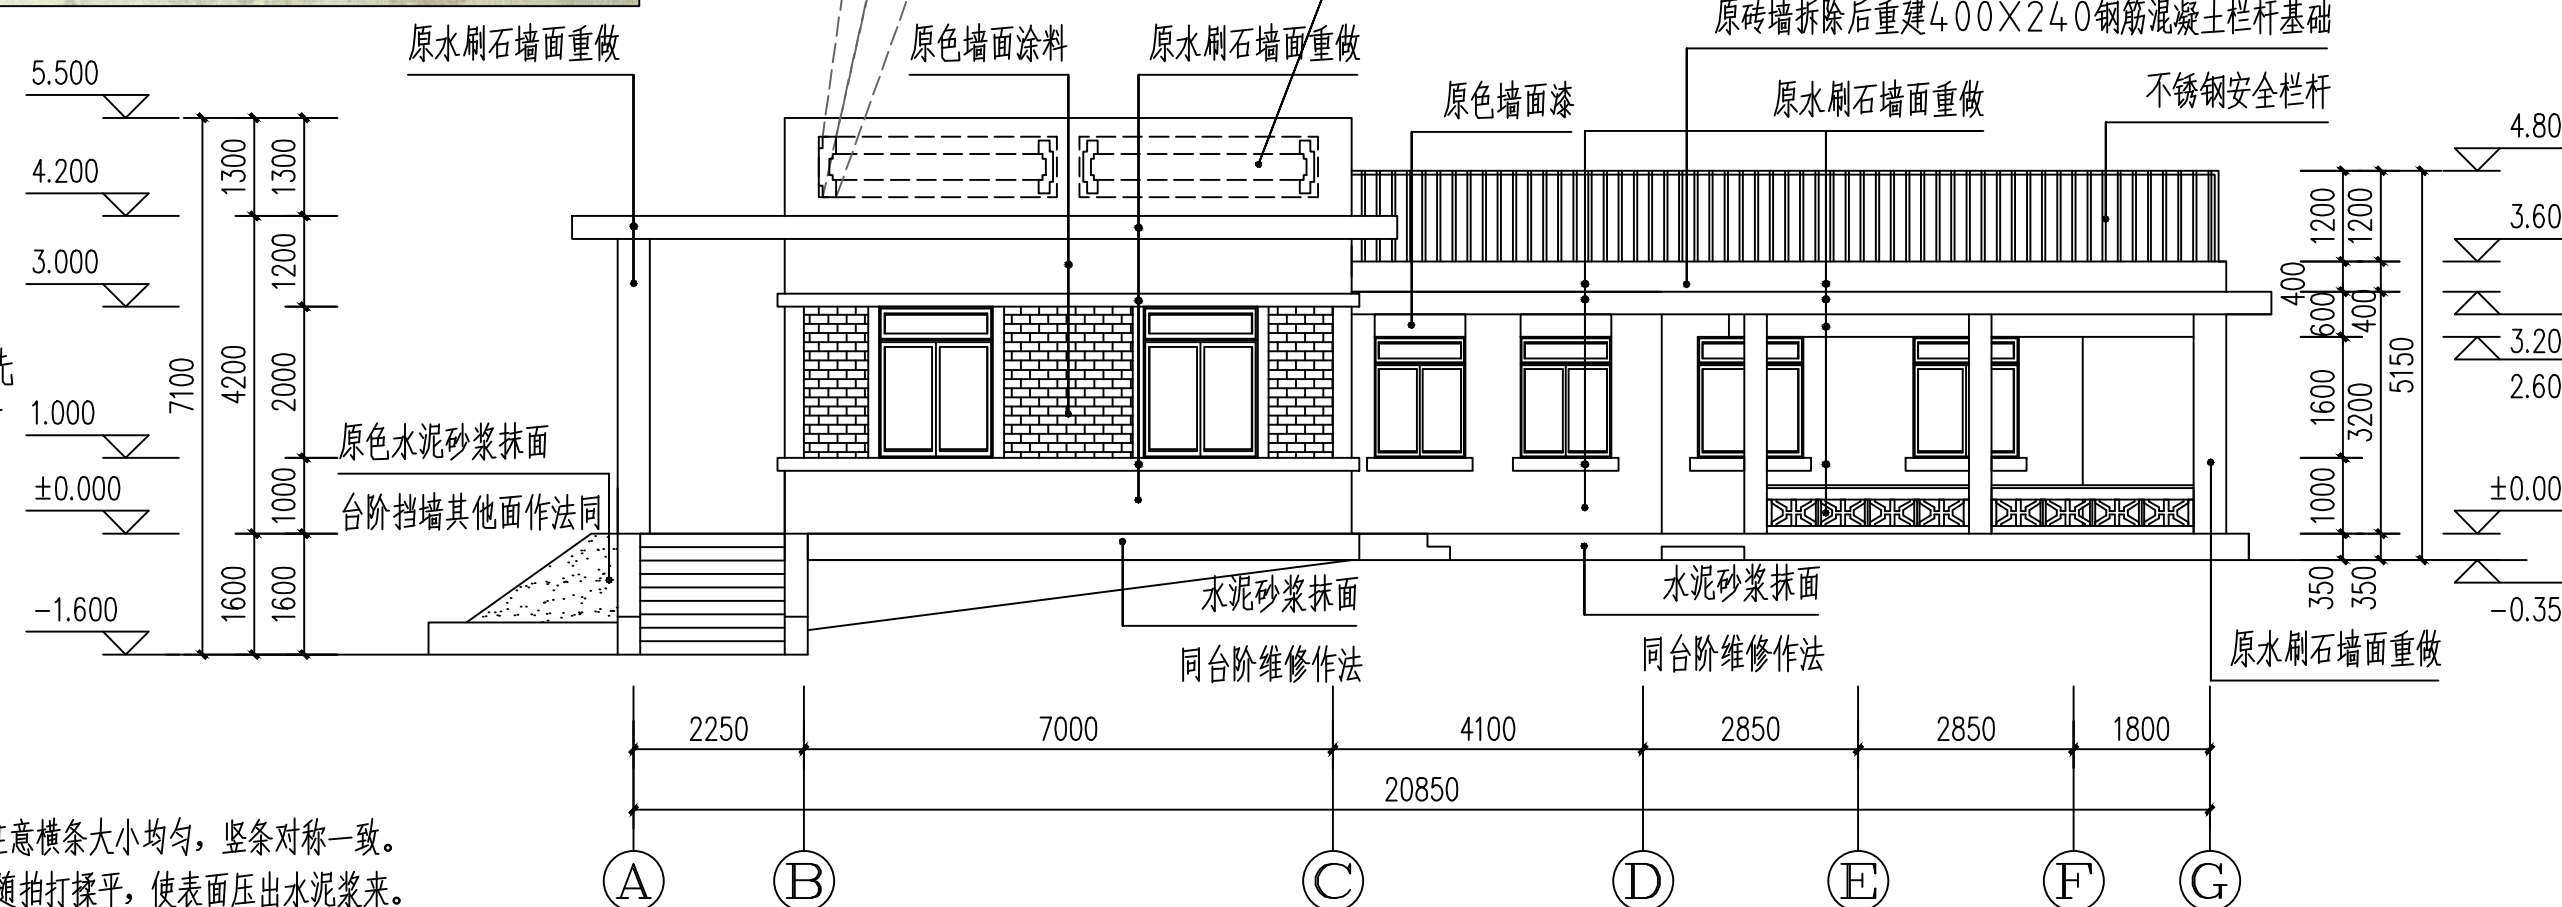 原砖墙拆除后重建400X240钢筋混凝土栏杆基础
原水刷石墙面重做
原色墙面涂料
原水刷石墙面重做
原色墙面漆
原水刷石墙面重做
不锈钢安全栏杆
5.500
4.200
3.000
1.000
±0.000
-1.600
7100
1300
4200
1600
1300
1200
2000
1000
1600
原色水泥砂浆抹面
台阶挡墙其他面作法同
水泥砂浆抹面
同台阶维修作法
水泥砂浆抹面
同台阶维修作法
原水刷石墙面重做
400
1200
600
1600
1000
350
1200
400
3200
350
5150
4.80
3.60
3.20
2.60
±0.00
-0.35
2250
7000
4100
2850
2850
1800
20850
A
B
C
D
E
F
G
意横条大小均匀，竖条对称一致。
随拍打揉平，使表面压出水泥浆来。